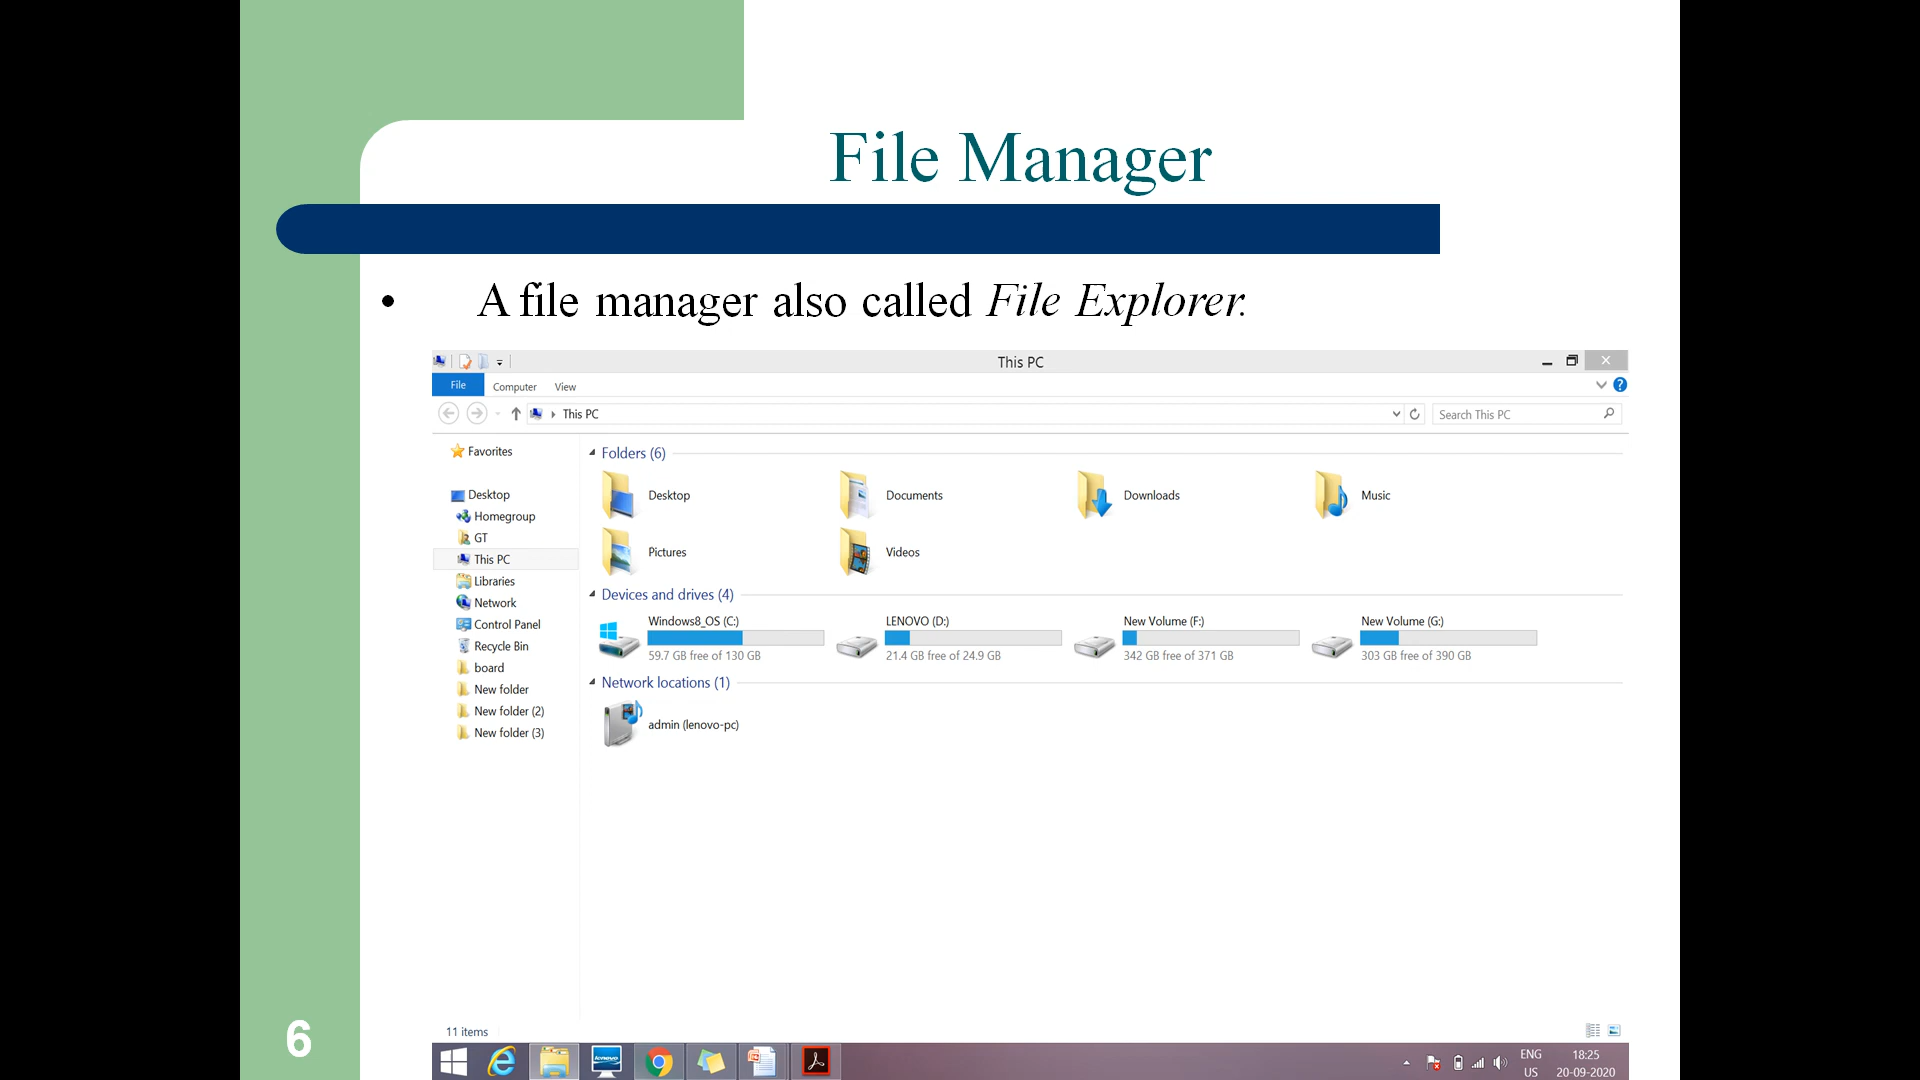 File Manager
• A file manager also called File Explorer.
This PC
File Computer View
This PC
Search This PC
Favorites
Desktop
Homegroup
GT
This PC
Libraries
Network
Control Panel
Recycle Bin
board
New folder
New folder (2)
New folder (3)
Folders (6)
Desktop
Documents
Downloads
Music
Pictures
Videos
Devices and drives (4)
Windows8_OS (C:)
59.7 GB free of 130 GB
LENOVO (D:)
21.4 GB free of 24.9 GB
New Volume (F:)
342 GB free of 371 GB
New Volume (G:)
303 GB free of 390 GB
Network locations (1)
admin (lenovo-pc)
11 items
lenovo
ENG
US
18:25
20-09-2020
6